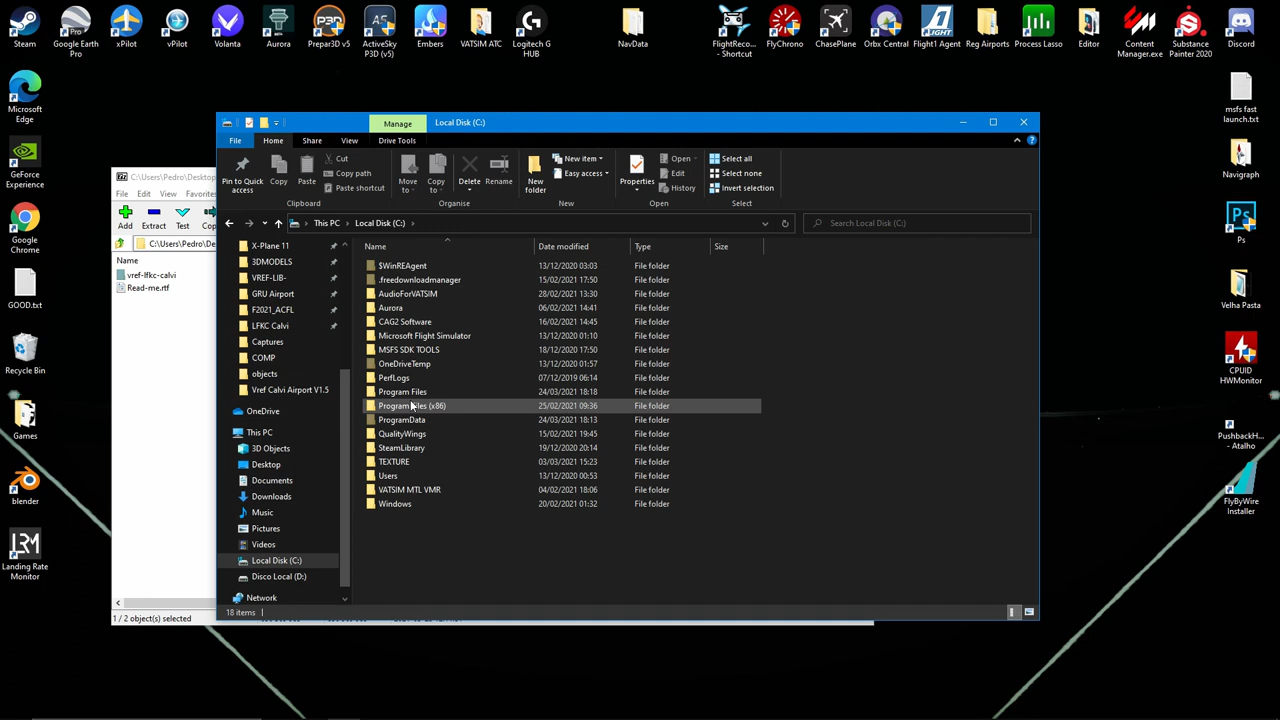 Steam
Google Earth
Pro
xPilot
vPilot
Volanta
Aurora
Prepar3D v5
ActiveSky
P3D (v5)
Embers
VATSIM ATC
Logitech G
HUB
NavData
FlightReco...
- Shortcut
FlyChrono
ChasePlane
Orbx Central
Flight1 Agent
Reg Airports
Process Lasso
Editor
Content
Manager.exe
Substance
Painter 2020
Discord
Microsoft
Edge
GeForce
Experience
Google
Chrome
GOOD.txt
Recycle Bin
Games
blender
Landing Rate
Monitor
msfs fast
launch.txt
Navigraph
Ps
Velha Pasta
CPUID
HWMonitor
PushbackH...
- Atalho
FlyByWire
Installer
C:\Users\Pedro\Desktop
File Edit View Favorites
Add Extract Test Cop
C:\Users\Pedro\De
Name
vref-lfkc-calvi
Read-me.rtf
1 / 2 object(s) selected
Manage
Local Disk (C:)
File Home Share View Drive Tools
Pin to Quick
access
Copy
Paste
Cut
Copy path
Paste shortcut
Clipboard
Move
to
Copy
to
Delete
Rename
Organise
New
folder
New item
Easy access
New
Properties
Open
Edit
History
Open
Select all
Select none
Invert selection
Select
This PC > Local Disk (C:) >
Search Local Disk (C:)
X-Plane 11
3DMODELS
VREF-LIB-
GRU Airport
F2021_ACFL
LFKC Calvi
Captures
COMP
objects
Vref Calvi Airport V1.5
OneDrive
This PC
3D Objects
Desktop
Documents
Downloads
Music
Pictures
Videos
Local Disk (C:)
Disco Local (D:)
Network
Name Date modified Type Size
$WinREAgent 13/12/2020 03:03 File folder
.freedownloadmanager 15/02/2021 17:50 File folder
AudioForVATSIM 28/02/2021 13:30 File folder
Aurora 06/02/2021 14:41 File folder
CAG2 Software 16/02/2021 14:45 File folder
Microsoft Flight Simulator 13/12/2020 01:10 File folder
MSFS SDK TOOLS 18/12/2020 17:50 File folder
OneDriveTemp 13/12/2020 01:57 File folder
PerfLogs 07/12/2019 06:14 File folder
Program Files 24/03/2021 18:18 File folder
Program Files (x86) 25/02/2021 09:36 File folder
ProgramData 24/03/2021 18:13 File folder
QualityWings 15/02/2021 19:45 File folder
SteamLibrary 19/12/2020 20:14 File folder
TEXTURE 03/03/2021 15:23 File folder
Users 13/12/2020 00:53 File folder
VATSIM MTL VMR 04/02/2021 18:06 File folder
Windows 20/02/2021 01:32 File folder
18 items